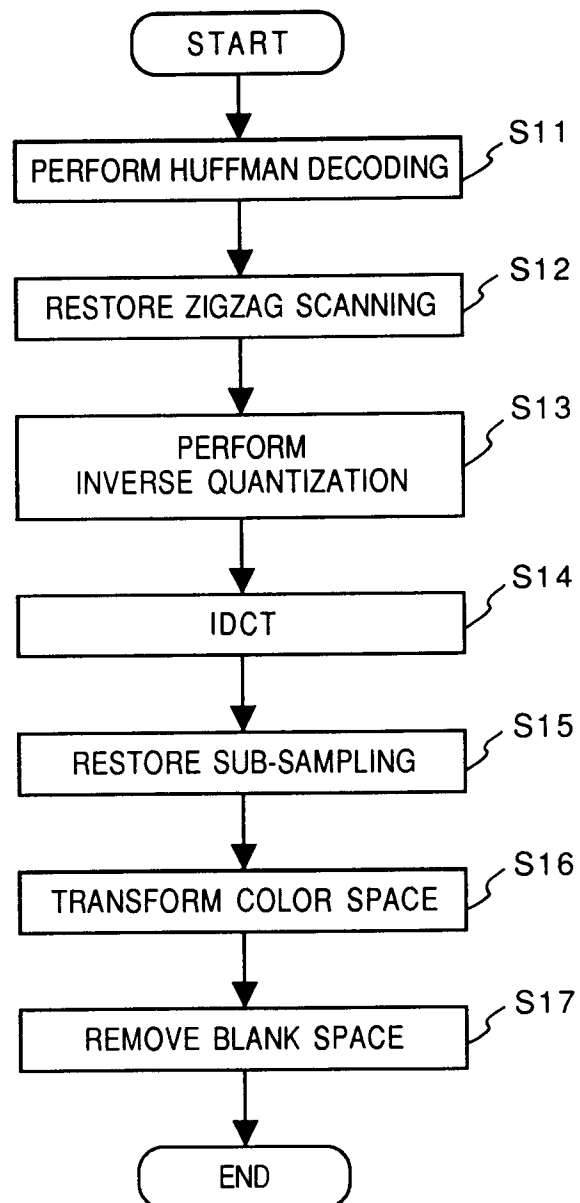 START
S11
PERFORM HUFFMAN DECODING
S12
RESTORE ZIGZAG SCANNING
S13
PERFORM
INVERSE QUANTIZATION
S14
IDCT
S15
RESTORE SUB-SAMPLING
S16
TRANSFORM COLOR SPACE
S17
REMOVE BLANK SPACE
END